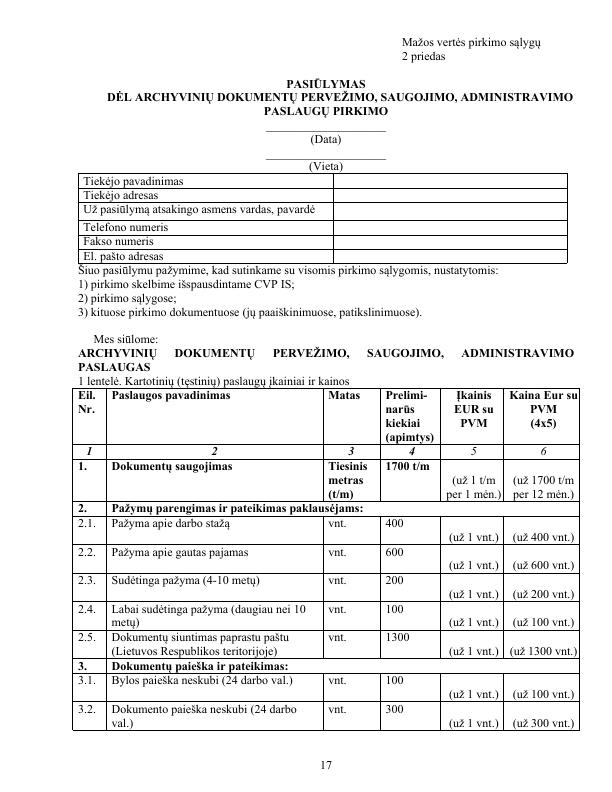 Mažos vertės pirkimo sąlygų
2 priedas
PASIŪLYMAS
DĖL ARCHYVINIŲ DOKUMENTŲ PERVEŽIMO, SAUGOJIMO, ADMINISTRAVIMO
PASLAUGŲ PIRKIMO
(Data)
(Vieta)
Tiekėjo pavadinimas
Tiekėjo adresas
Už pasiūlymą atsakingo asmens vardas, pavardė
Telefono numeris
Fakso numeris
El. pašto adresas
Šiuo pasiūlymu pažymime, kad sutinkame su visomis pirkimo sąlygomis, nustatytomis:
1) pirkimo skelbime išspausdintame CVP IS;
2) pirkimo sąlygose;
3) kituose pirkimo dokumentuose (jų paaiškinimuose, patikslinimuose).
Mes siūlome:
ARCHYVINIŲ DOKUMENTŲ PERVEŽIMO, SAUGOJIMO, ADMINISTRAVIMO
PASLAUGAS
1 lentelė. Kartotinių (tęstinių) paslaugų įkainiai ir kainos
Eil. Paslaugos pavadinimas Matas Prelimi- Įkainis Kaina Eur su
Nr. narūs EUR su PVM
kiekiai PVM (4x5)
(apimtys)
1 2 3 4 5 6
1. Dokumentų saugojimas Tiesinis 1700 t/m
metras (už 1 t/m (už 1700 t/m
(t/m) per 1 mėn.) per 12 mėn.)
2. Pažymų parengimas ir pateikimas paklausėjams:
2.1. Pažyma apie darbo stažą vnt. 400
(už 1 vnt.) (už 400 vnt.)
2.2. Pažyma apie gautas pajamas vnt. 600
(už 1 vnt.) (už 600 vnt.)
2.3. Sudėtinga pažyma (4-10 metų) vnt. 200
(už 1 vnt.) (už 200 vnt.)
2.4. Labai sudėtinga pažyma (daugiau nei 10 vnt. 100
metų) (už 1 vnt.) (už 100 vnt.)
2.5. Dokumentų siuntimas paprastu paštu vnt. 1300
(Lietuvos Respublikos teritorijoje) (už 1 vnt.) (už 1300 vnt.)
3. Dokumentų paieška ir pateikimas:
3.1. Bylos paieška neskubi (24 darbo val.) vnt. 100
(už 1 vnt.) (už 100 vnt.)
3.2. Dokumento paieška neskubi (24 darbo vnt. 300
val.) (už 1 vnt.) (už 300 vnt.)
17